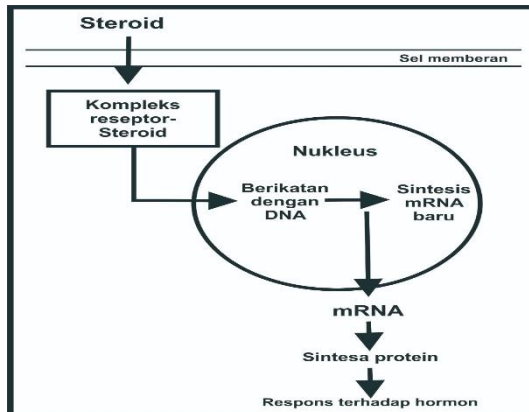 Steroid
Sel memberan
Kompleks
reseptor-
Steroid
Nukleus
Berikatan
dengan
DNA
Sintesis
mRNA
baru
mRNA
Sintesa protein
Respons terhadap hormon